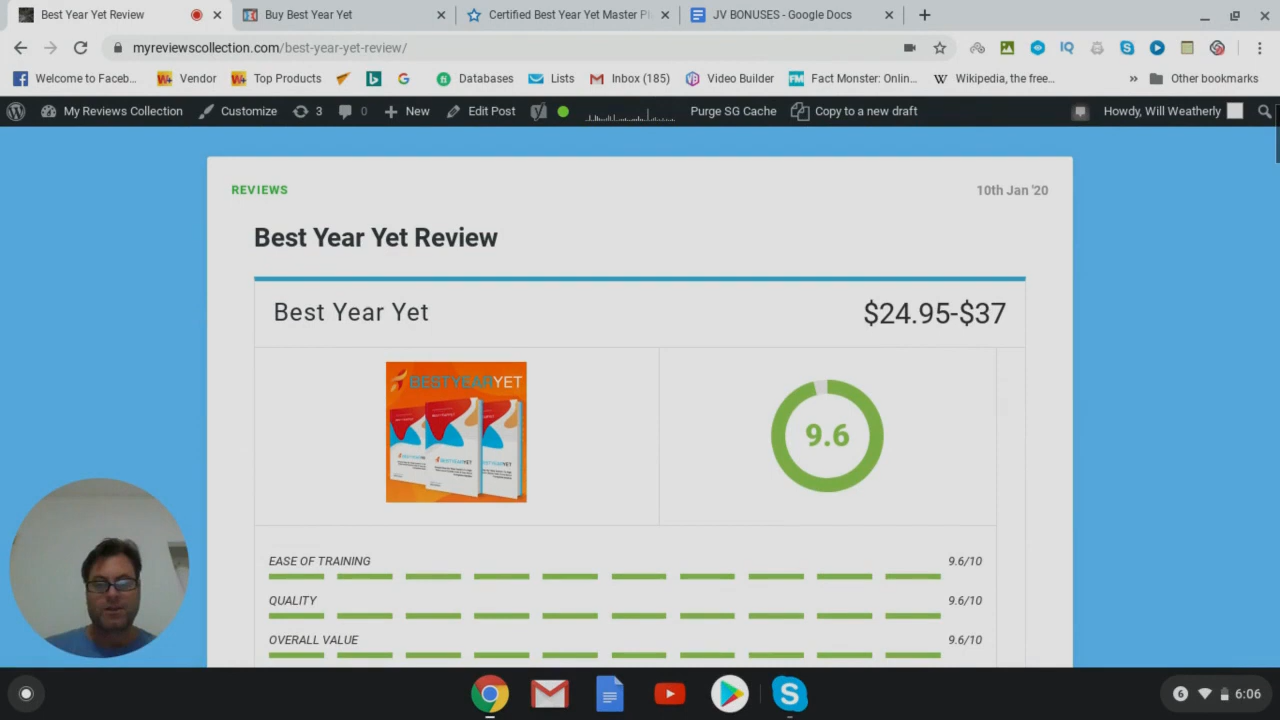 Best Year Yet Review
Buy Best Year Yet
Certified Best Year Yet Master Pl
JV BONUSES - Google Docs
myreviewscollection.com/best-year-yet-review/
Welcome to Faceb...
Vendor
Top Products
Databases
Lists
Inbox (185)
Video Builder
Fact Monster: Onlin...
Wikipedia, the free...
Other bookmarks
My Reviews Collection
Customize
3
0
New
Edit Post
Purge SG Cache
Copy to a new draft
Howdy, Will Weatherly
REVIEWS
10th Jan '20
Best Year Yet Review
Best Year Yet
$24.95-$37
BESTYEARYET
9.6
EASE OF TRAINING
9.6/10
QUALITY
9.6/10
OVERALL VALUE
9.6/10
6
6:06